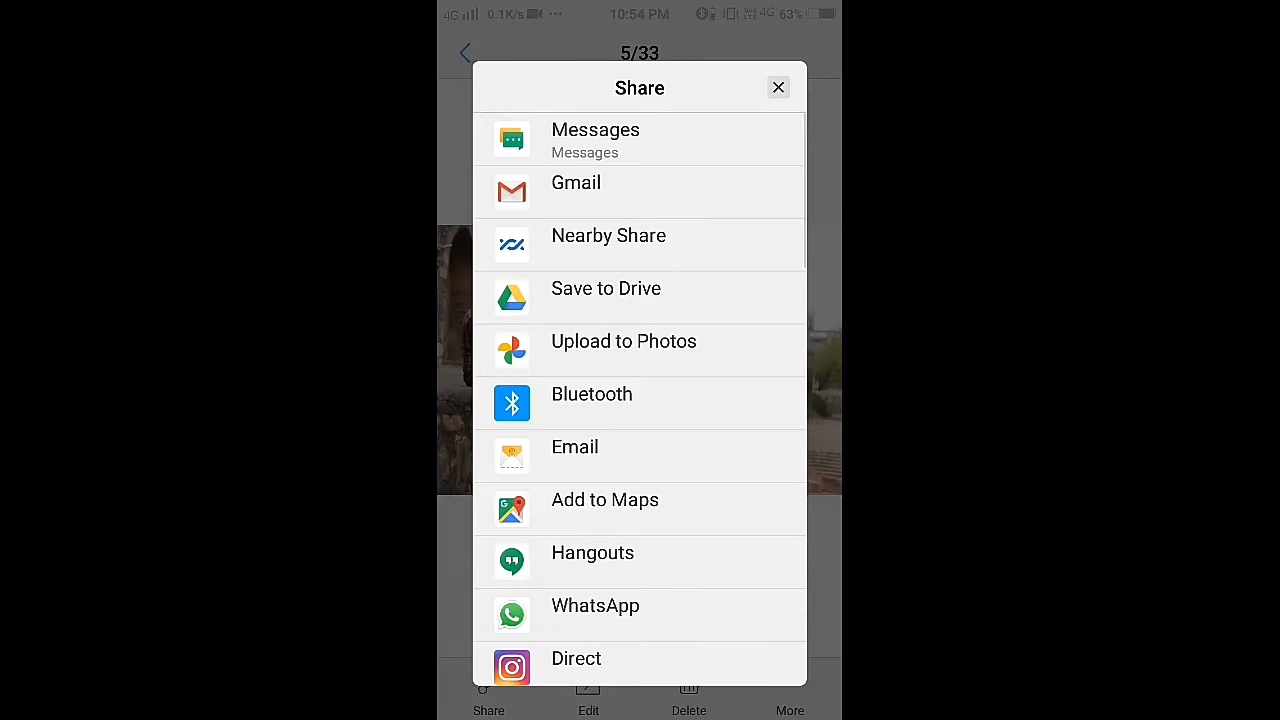 4G 0.1K/s ... 10:54 PM 4G 63%
5/33
Share
Messages
Messages
Gmail
Nearby Share
Save to Drive
Upload to Photos
Bluetooth
Email
Add to Maps
Hangouts
WhatsApp
Direct
Share Edit Delete More